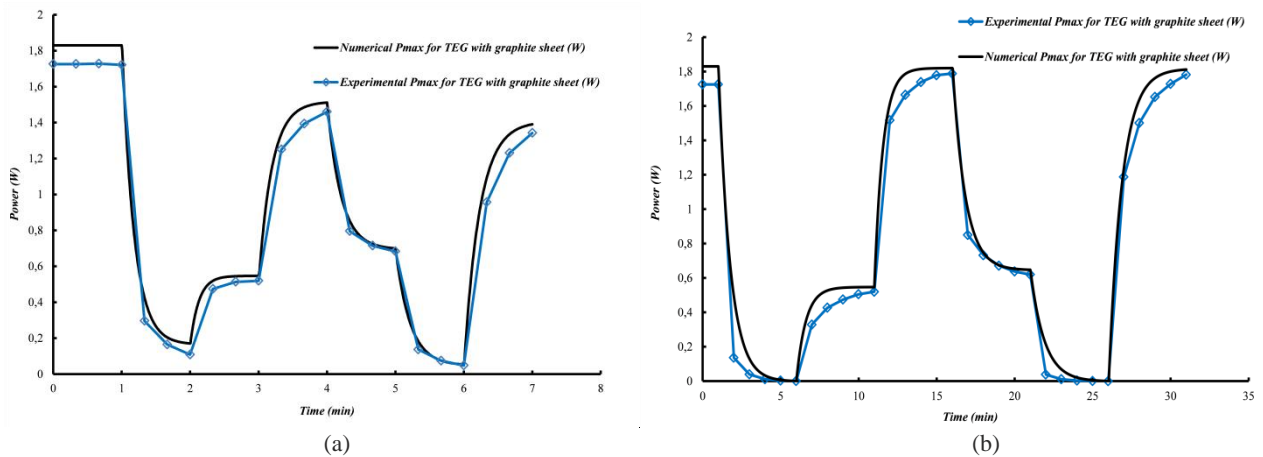 2
1,8
1,6
1,4
1,2
1
0,8
0,6
0,4
0,2
0
Power (W)
0 1 2 3 4 5 6 7 8
Time (min)
Numerical Pmax for TEG with graphite sheet (W)
Experimental Pmax for TEG with graphite sheet (W)
(a)
Experimental Pmax for TEG with graphite sheet (W)
Numerical Pmax for TEG with graphite sheet (W)
2
1,8
1,6
1,4
1,2
1
0,8
0,6
0,4
0,2
0
Power (W)
0 5 10 15 20 25 30 35
Time (min)
(b)